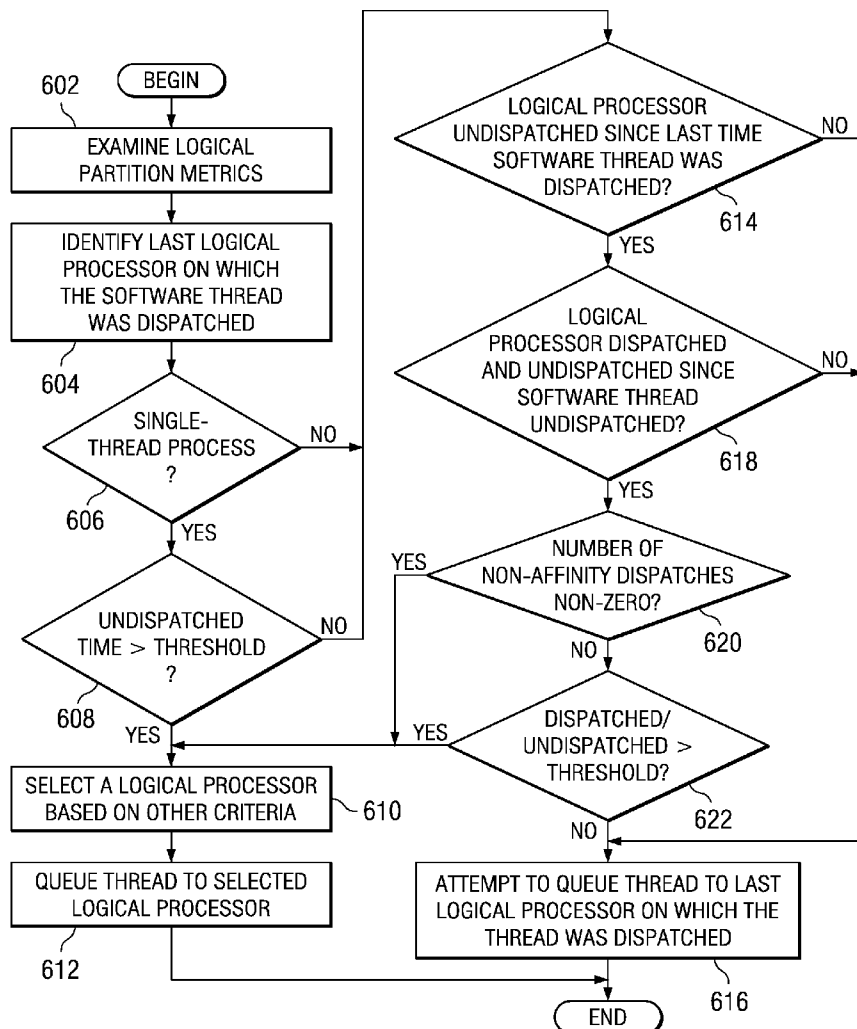 BEGIN
602
EXAMINE LOGICAL
PARTITION METRICS
IDENTIFY LAST LOGICAL
PROCESSOR ON WHICH
THE SOFTWARE THREAD
WAS DISPATCHED
604
SINGLE-
THREAD PROCESS
?
NO
606
YES
UNDISPATCHED
TIME > THRESHOLD
?
NO
608
YES
SELECT A LOGICAL PROCESSOR
BASED ON OTHER CRITERIA
610
QUEUE THREAD TO SELECTED
LOGICAL PROCESSOR
612
LOGICAL PROCESSOR
UNDISPATCHED SINCE LAST TIME
SOFTWARE THREAD WAS
DISPATCHED?
NO
614
YES
LOGICAL
PROCESSOR DISPATCHED
AND UNDISPATCHED SINCE
SOFTWARE THREAD
UNDISPATCHED?
NO
618
YES
NUMBER OF
NON-AFFINITY DISPATCHES
NON-ZERO?
YES
620
NO
DISPATCHED/
UNDISPATCHED >
THRESHOLD?
YES
622
NO
ATTEMPT TO QUEUE THREAD TO LAST
LOGICAL PROCESSOR ON WHICH THE
THREAD WAS DISPATCHED
616
END